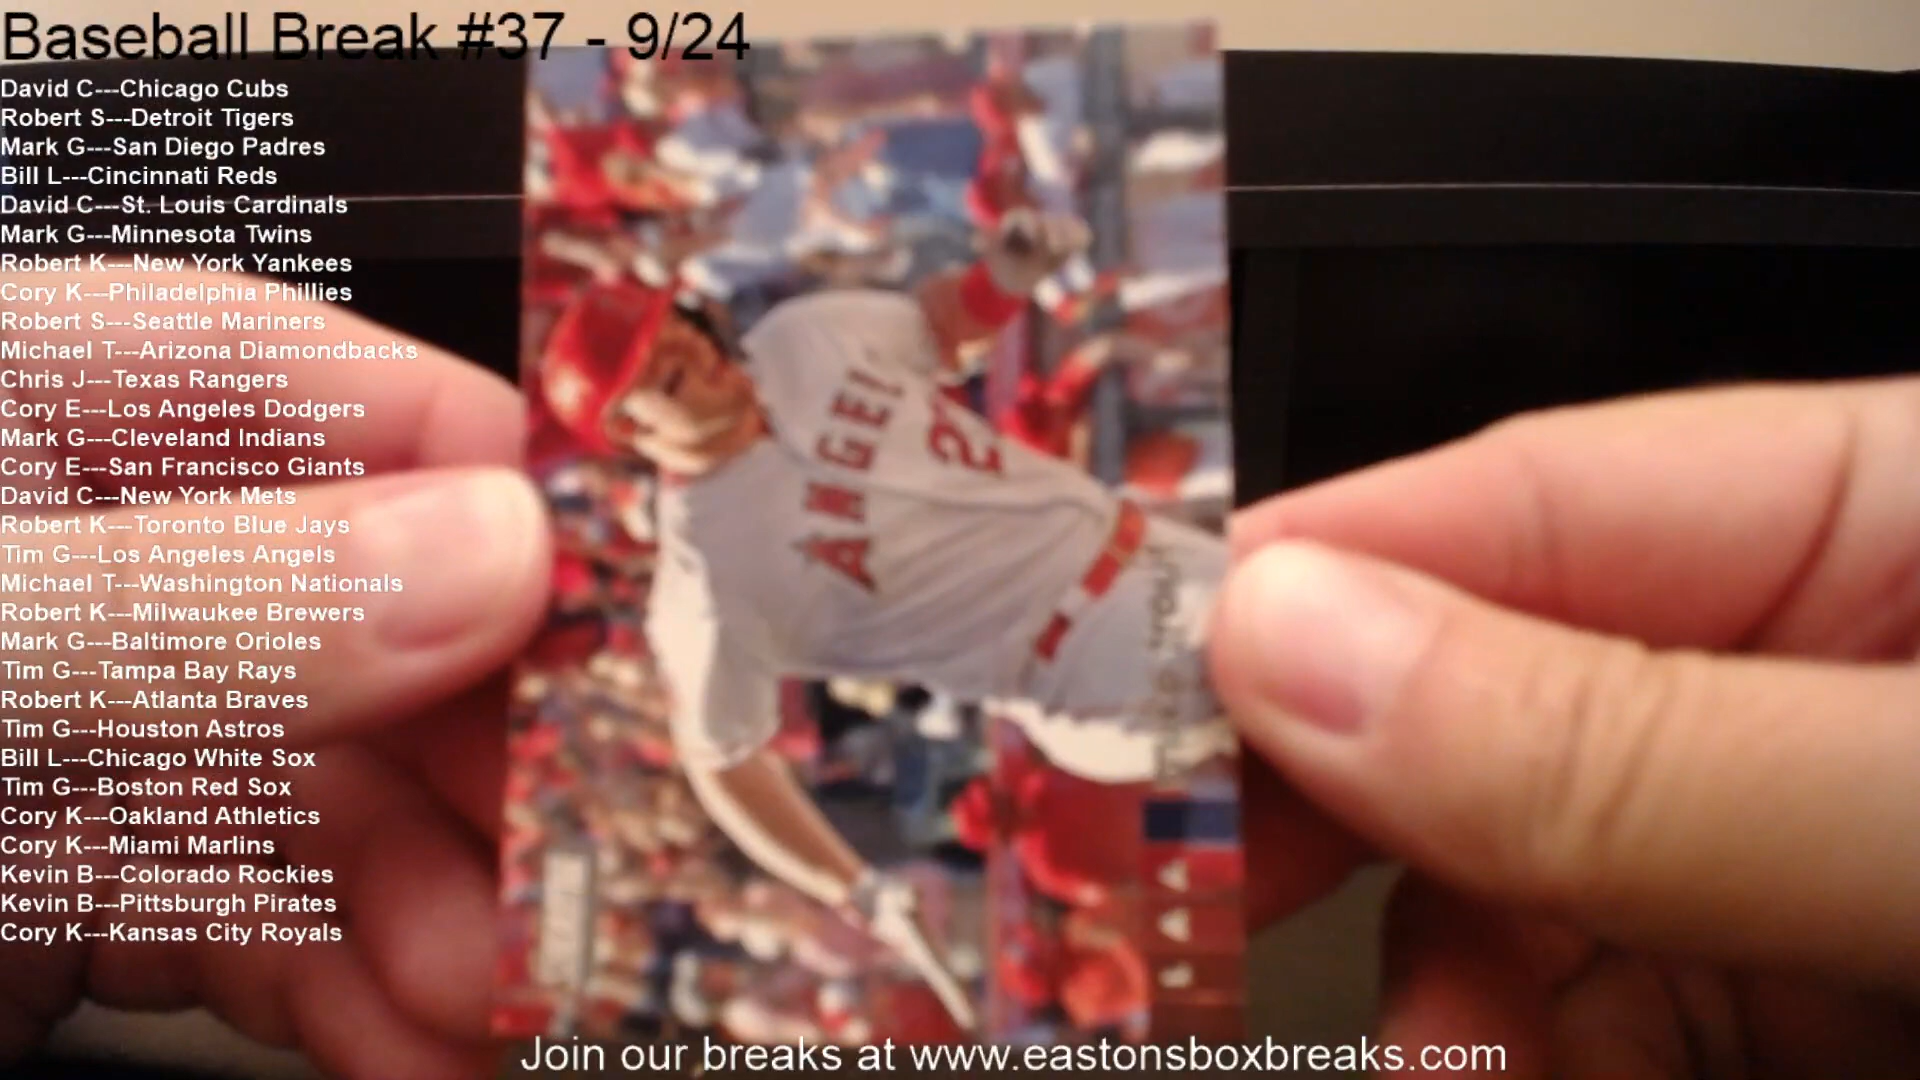 Baseball Break #37 - 9/24
David C---Chicago Cubs
Robert S---Detroit Tigers
Mark G---San Diego Padres
Bill L---Cincinnati Reds
David C---St. Louis Cardinals
Mark G---Minnesota Twins
Robert K---New York Yankees
Cory K---Philadelphia Phillies
Robert S---Seattle Mariners
Michael T---Arizona Diamondbacks
Chris J---Texas Rangers
Cory E---Los Angeles Dodgers
Mark G---Cleveland Indians
Cory E---San Francisco Giants
David C---New York Mets
Robert K---Toronto Blue Jays
Tim G---Los Angeles Angels
Michael T---Washington Nationals
Robert K---Milwaukee Brewers
Mark G---Baltimore Orioles
Tim G---Tampa Bay Rays
Robert K---Atlanta Braves
Tim G---Houston Astros
Bill L---Chicago White Sox
Tim G---Boston Red Sox
Cory K---Oakland Athletics
Cory K---Miami Marlins
Kevin B---Colorado Rockies
Kevin B---Pittsburgh Pirates
Cory K---Kansas City Royals
ANGEL
27
MIKE TROUT
LAA
Join our breaks at www.eastonsboxbreaks.com